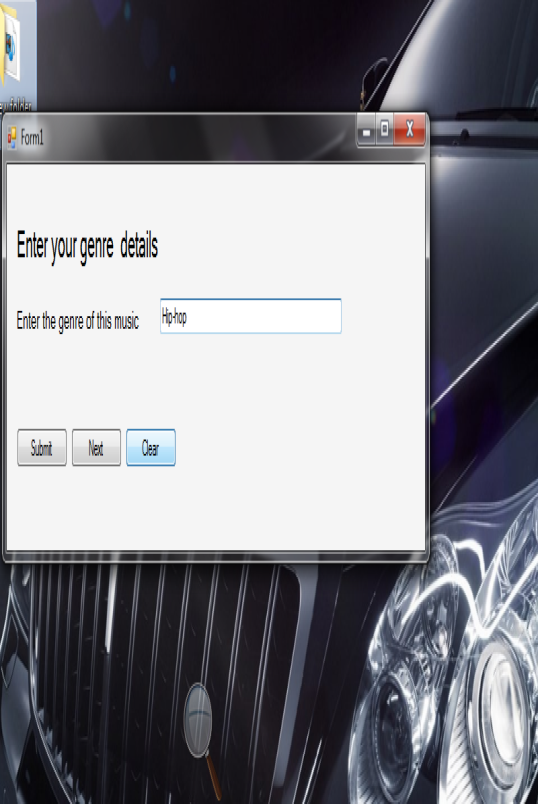 Form1
Enter your genre details
Enter the genre of this music
Hip-hop
Submit
Next
Clear